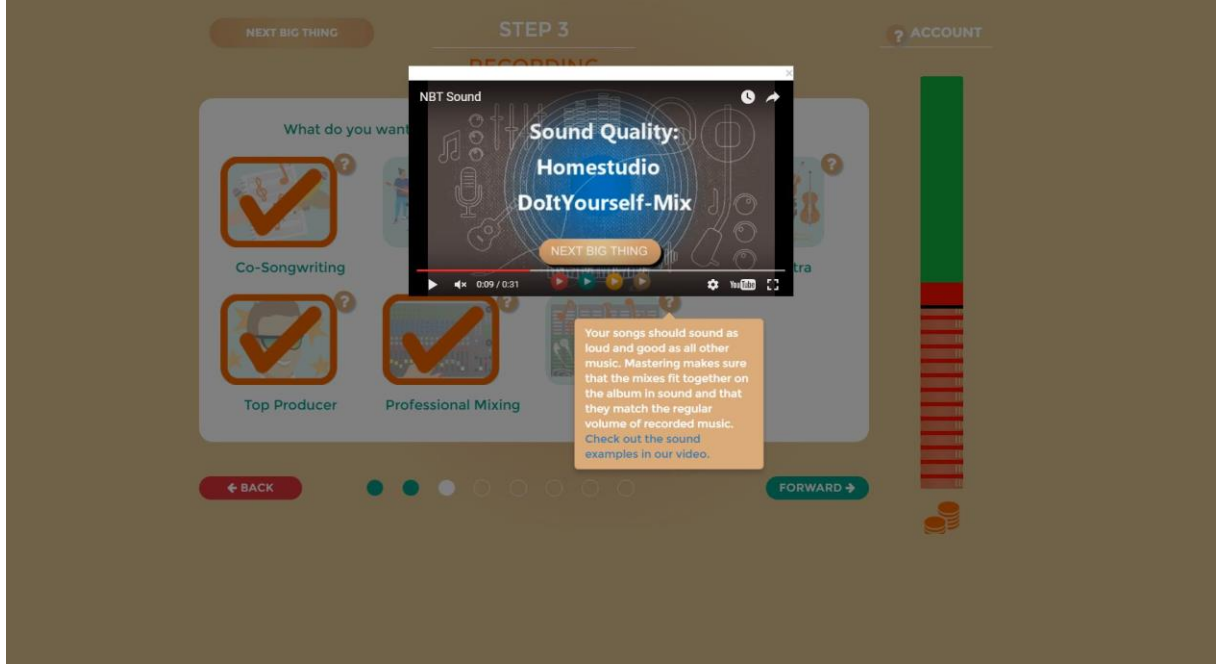 NEXT BIG THING
STEP 3
? ACCOUNT
RECORDING
NBT Sound
Sound Quality:
Homestudio
DoItYourself-Mix
NEXT BIG THING
0:09 / 0:31
YouTube
What do you want
?
?
Co-Songwriting
tra
?
?
?
Top Producer
Professional Mixing
Your songs should sound as
loud and good as all other
music. Mastering makes sure
that the mixes fit together on
the album in sound and that
they match the regular
volume of recorded music.
Check out the sound
examples in our video.
BACK
FORWARD